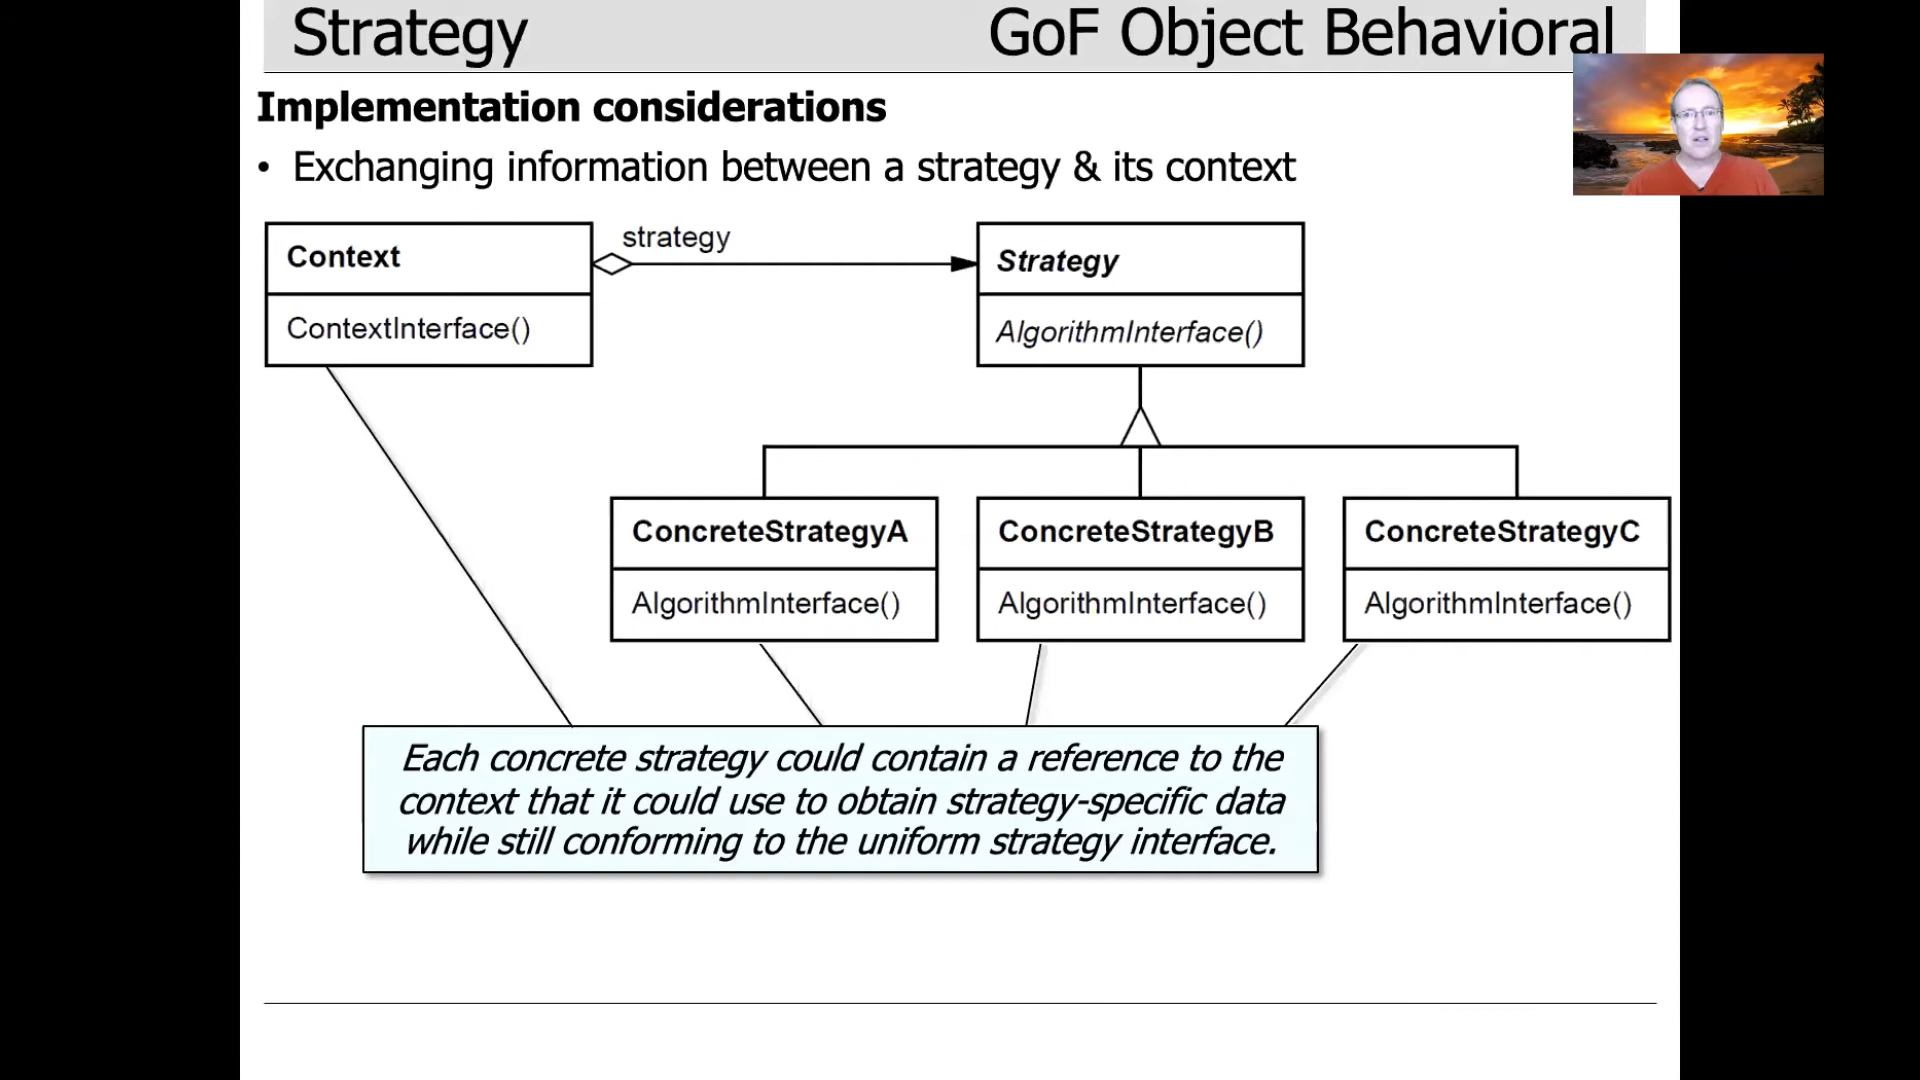 Strategy GoF Object Behavioral
Implementation considerations
• Exchanging information between a strategy & its context
Context
ContextInterface()
strategy
Strategy
AlgorithmInterface()
ConcreteStrategyA
AlgorithmInterface()
ConcreteStrategyB
AlgorithmInterface()
ConcreteStrategyC
AlgorithmInterface()
Each concrete strategy could contain a reference to the
context that it could use to obtain strategy-specific data
while still conforming to the uniform strategy interface.